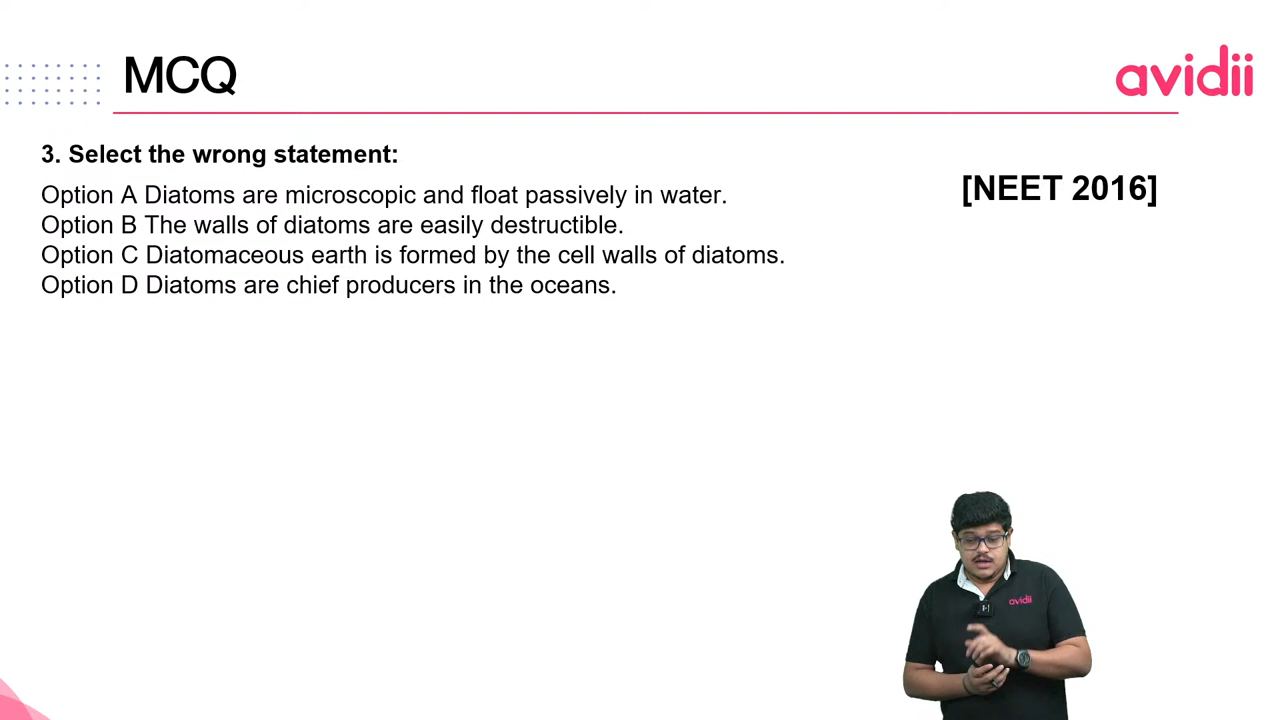 MCQ
avidii
3. Select the wrong statement:
[NEET 2016]
Option A Diatoms are microscopic and float passively in water.
Option B The walls of diatoms are easily destructible.
Option C Diatomaceous earth is formed by the cell walls of diatoms.
Option D Diatoms are chief producers in the oceans.
avidii